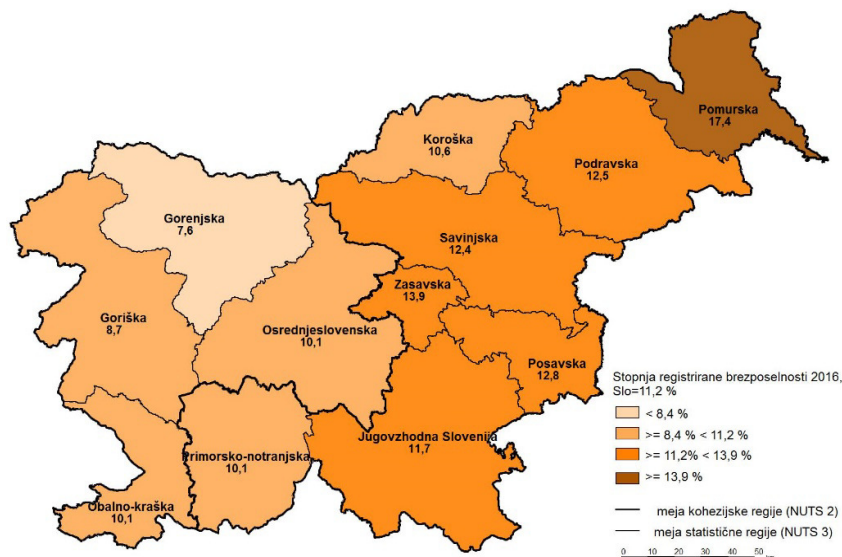 Pomurska
17,4
Koroška
10,6
Podravska
12,5
Gorenjska
7,6
Savinjska
12,4
Zasavska
13,9
Goriška
8,7
Osrednjeslovenska
10,1
Posavska
12,8
Jugovzhodna Slovenija
11,7
Primorsko-notranjska
10,1
Obalno-kraška
10,1
Stopnja registrirane brezposelnosti 2016,
Slo=11,2 %
< 8,4 %
>= 8,4 % < 11,2 %
>= 11,2% < 13,9 %
>= 13,9 %
meja kohezijske regije (NUTS 2)
meja statistične regije (NUTS 3)
0 10 20 30 40 50